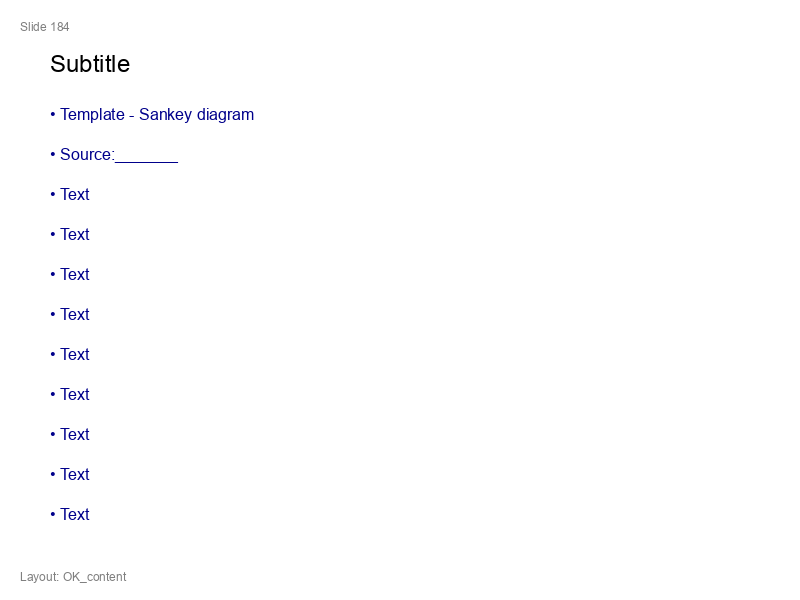 Slide 184
Subtitle
• Template - Sankey diagram
• Source:_______
• Text
• Text
• Text
• Text
• Text
• Text
• Text
• Text
• Text
Layout: OK_content